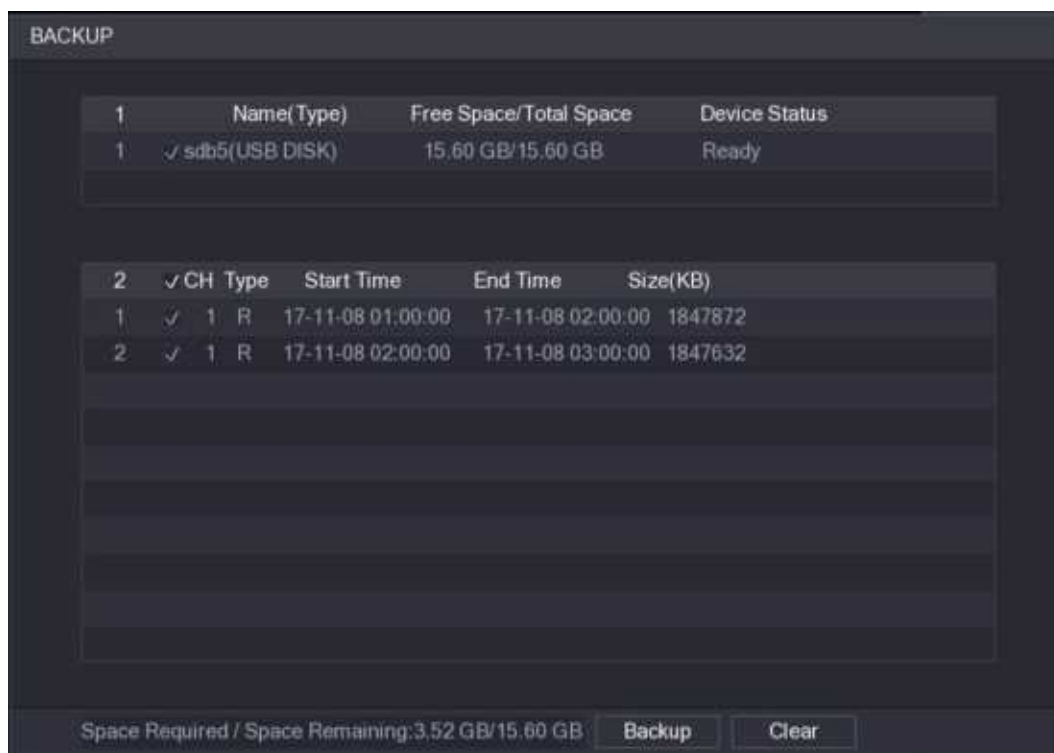 BACKUP
1 Name(Type) Free Space/Total Space Device Status
1 sdb5(USB DISK) 15.60 GB/15.60 GB Ready
2 CH Type Start Time End Time Size(KB)
1 1 R 17-11-08 01:00:00 17-11-08 02:00:00 1847872
2 1 R 17-11-08 02:00:00 17-11-08 03:00:00 1847632
Space Required / Space Remaining:3.52 GB/15.60 GB Backup Clear